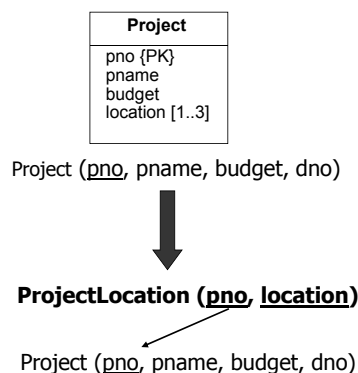 Project
pno {PK}
pname
budget
location [1..3]
Project (pno, pname, budget, dno)
ProjectLocation (pno, location)
Project (pno, pname, budget, dno)